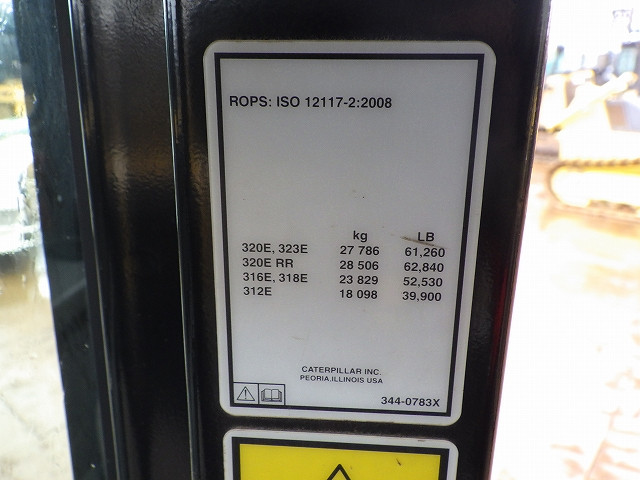 ROPS: ISO 12117-2:2008
kg LB
320E, 323E 27 786 61,260
320E RR 28 506 62,840
316E, 318E 23 829 52,530
312E 18 098 39,900
CATERPILLAR INC.
PEORIA.ILLINOIS USA
344-0783X